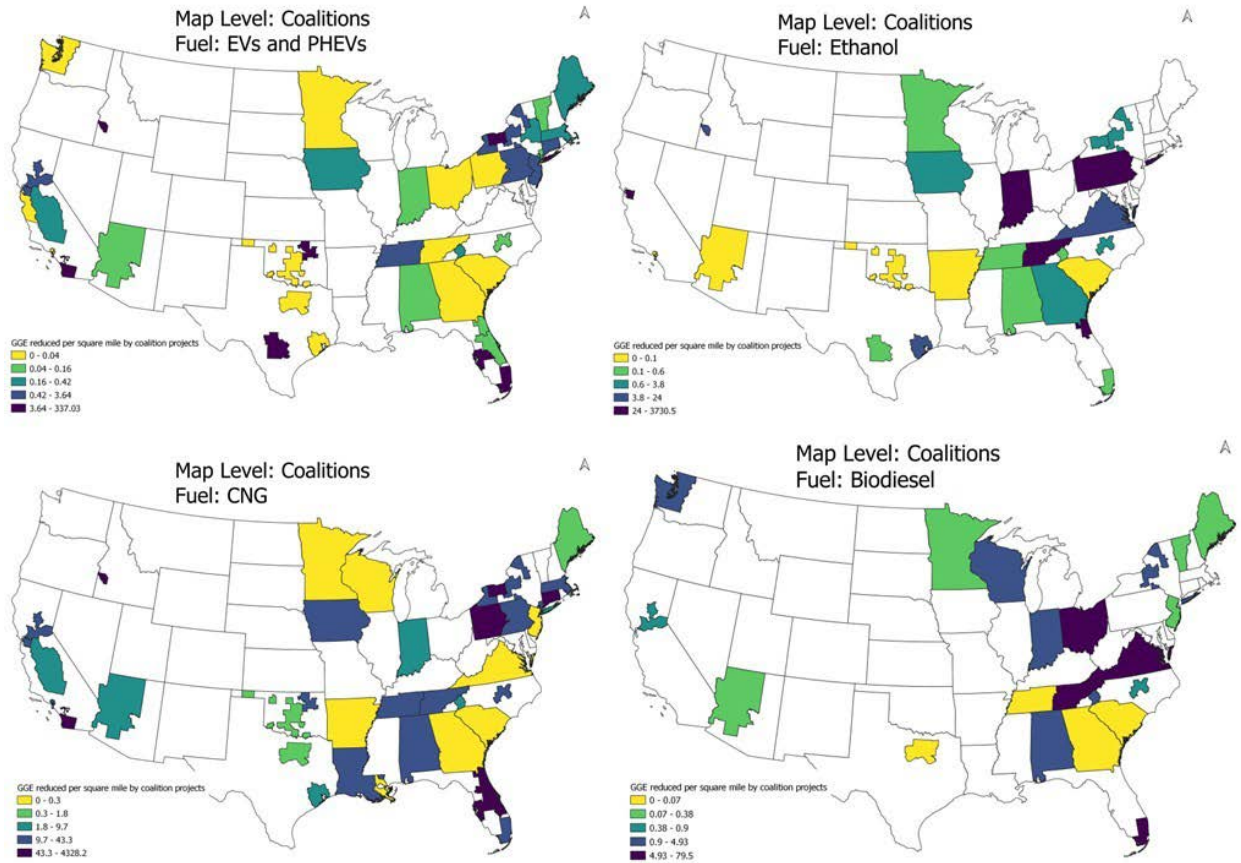 Map Level: Coalitions
Fuel: EVs and PHEVs
GGE reduced per square mile by coalition projects
0 - 0.04
0.04 - 0.16
0.16 - 0.42
0.42 - 3.64
3.64 - 337.03
Map Level: Coalitions
Fuel: Ethanol
GGE reduced per square mile by coalition projects
0 - 0.1
0.1 - 0.6
0.6 - 3.8
3.8 - 24
24 - 3730.5
Map Level: Coalitions
Fuel: CNG
GGE reduced per square mile by coalition projects
0 - 0.3
0.3 - 1.8
1.8 - 9.7
9.7 - 43.3
43.3 - 4328.2
Map Level: Coalitions
Fuel: Biodiesel
GGE reduced per square mile by coalition projects
0 - 0.07
0.07 - 0.38
0.38 - 0.9
0.9 - 4.93
4.93 - 79.5